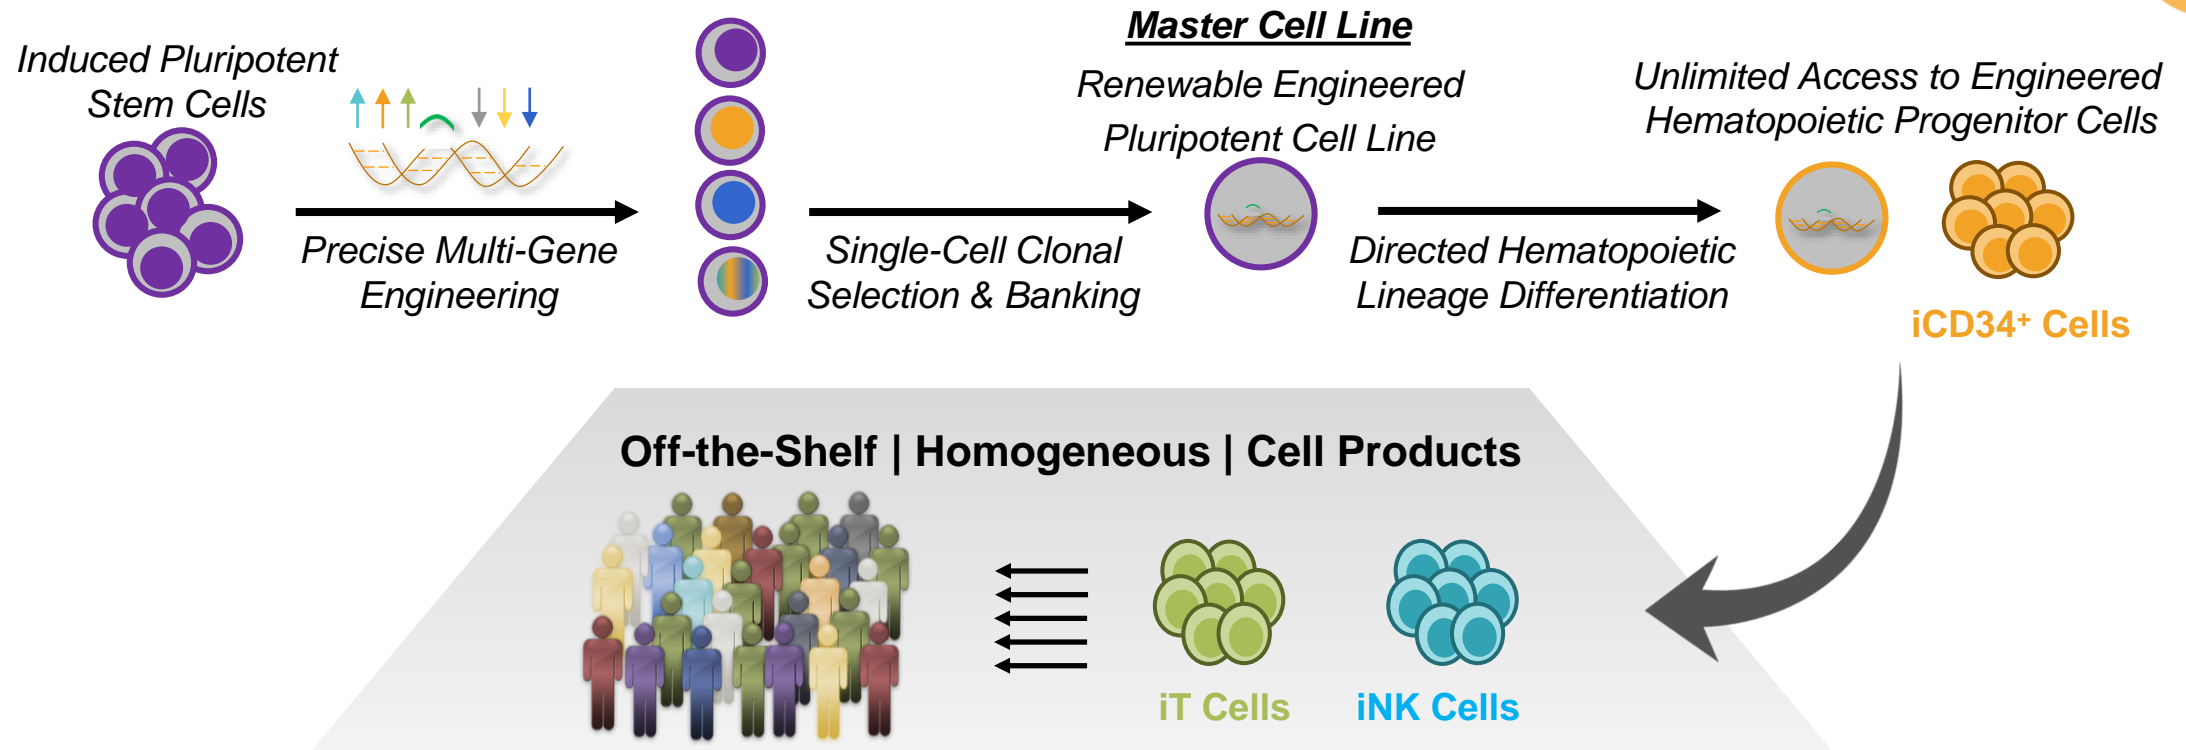 Induced Pluripotent
Stem Cells
Precise Multi-Gene
Engineering
Single-Cell Clonal
Selection & Banking
Master Cell Line
Renewable Engineered
Pluripotent Cell Line
Directed Hematopoietic
Lineage Differentiation
Unlimited Access to Engineered
Hematopoietic Progenitor Cells
iCD34⁺ Cells
Off-the-Shelf | Homogeneous | Cell Products
iT Cells
iNK Cells